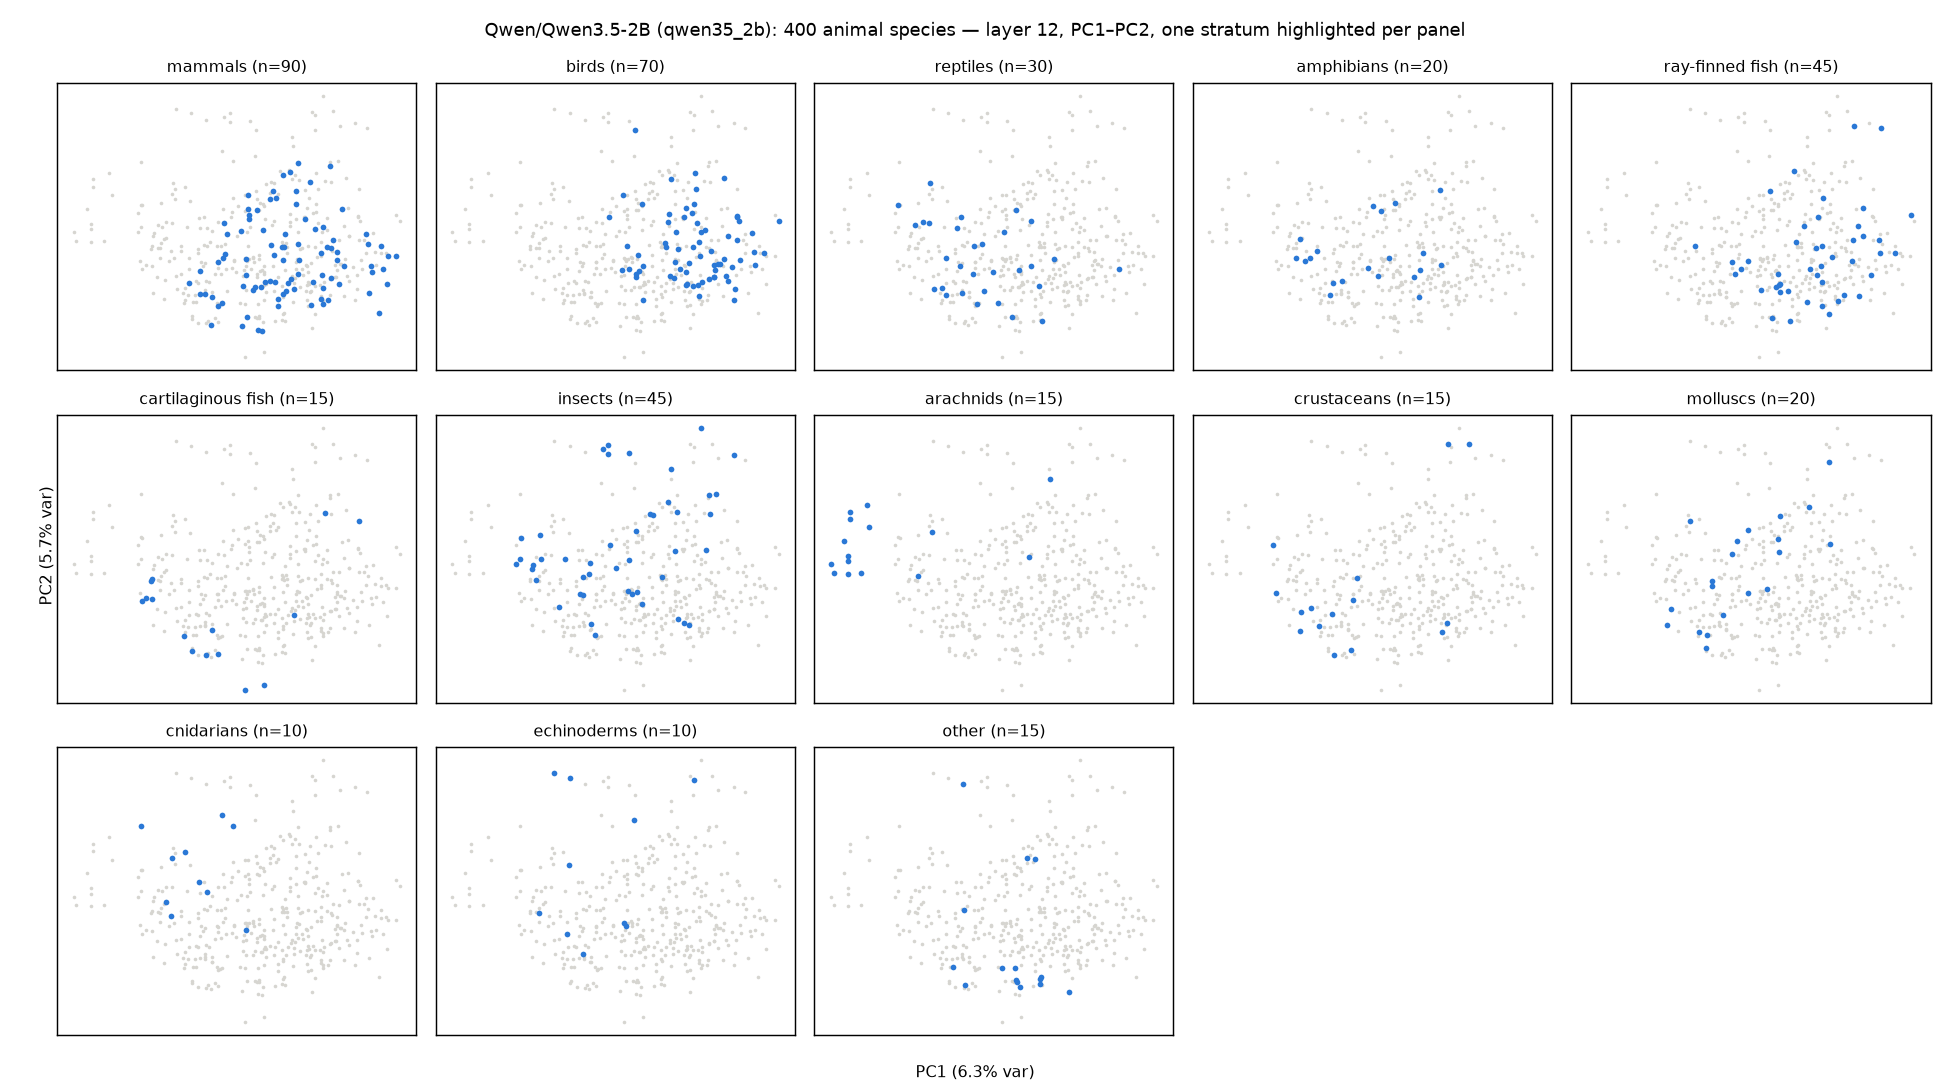 Qwen/Qwen3.5-2B (qwen35_2b): 400 animal species — layer 12, PC1–PC2, one stratum highlighted per panel
mammals (n=90)
birds (n=70)
reptiles (n=30)
amphibians (n=20)
ray-finned fish (n=45)
cartilaginous fish (n=15)
insects (n=45)
arachnids (n=15)
crustaceans (n=15)
molluscs (n=20)
PC2 (5.7% var)
cnidarians (n=10)
echinoderms (n=10)
other (n=15)
PC1 (6.3% var)